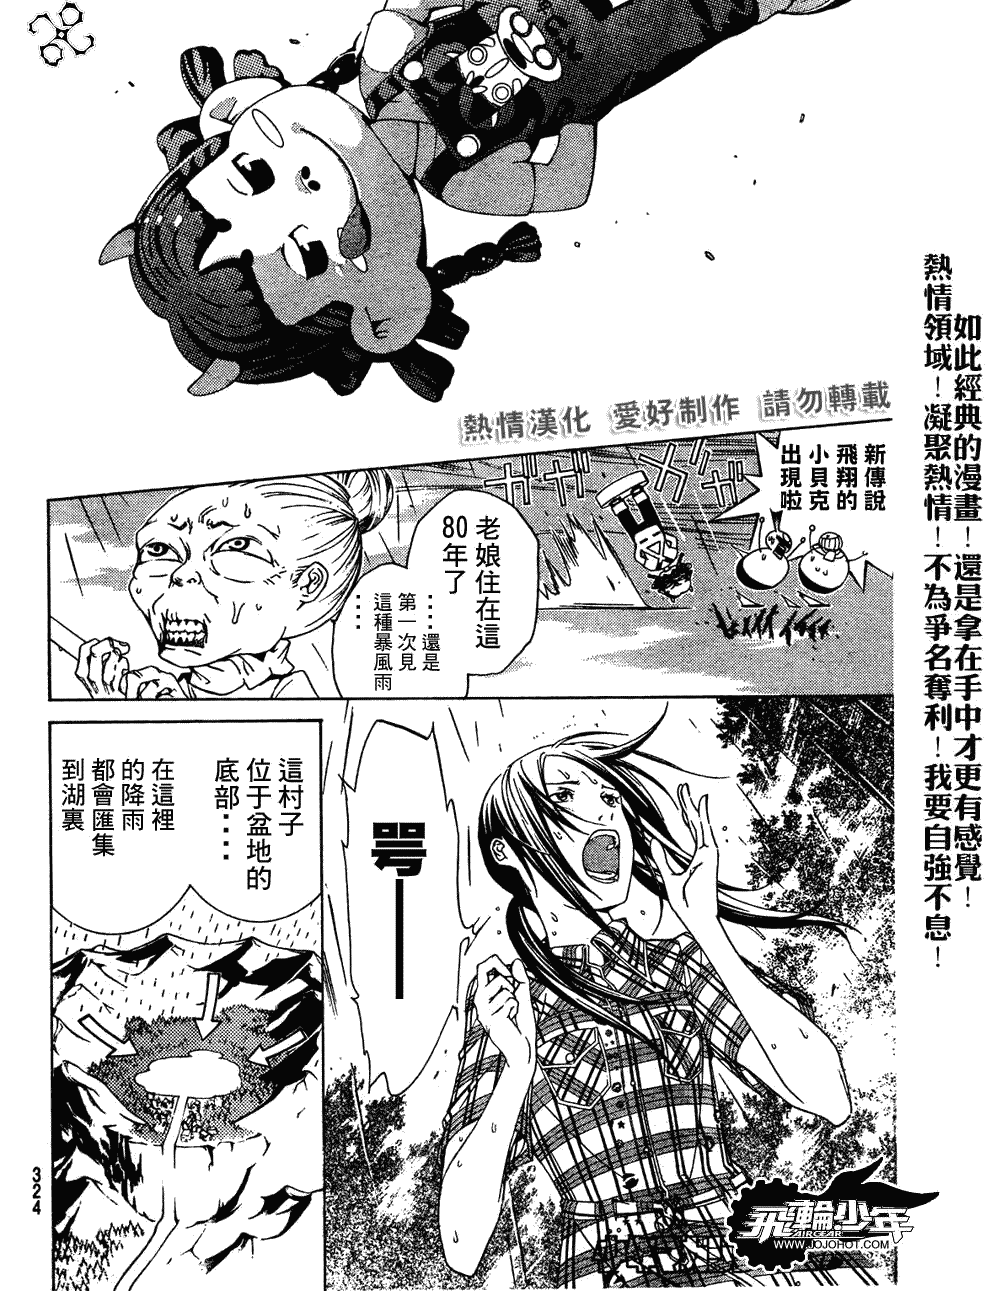 如此經典的漫畫！還是拿在手中才更有感覺！
熱情領域！凝聚熱情！不為爭名奪利！我要自強不息！
熱情漢化 愛好制作 請勿轉載
新傳說
飛翔的
小貝克
出現啦
老娘住在這
80年了
……還是
第一次見
這種暴風雨
……
咢——
這村子
位于盆地的
底部……
在這裡
的降雨
都會匯集
到湖裏
324
飛輪少年
AIRGEAR
WWW.JOJOHOT.COM